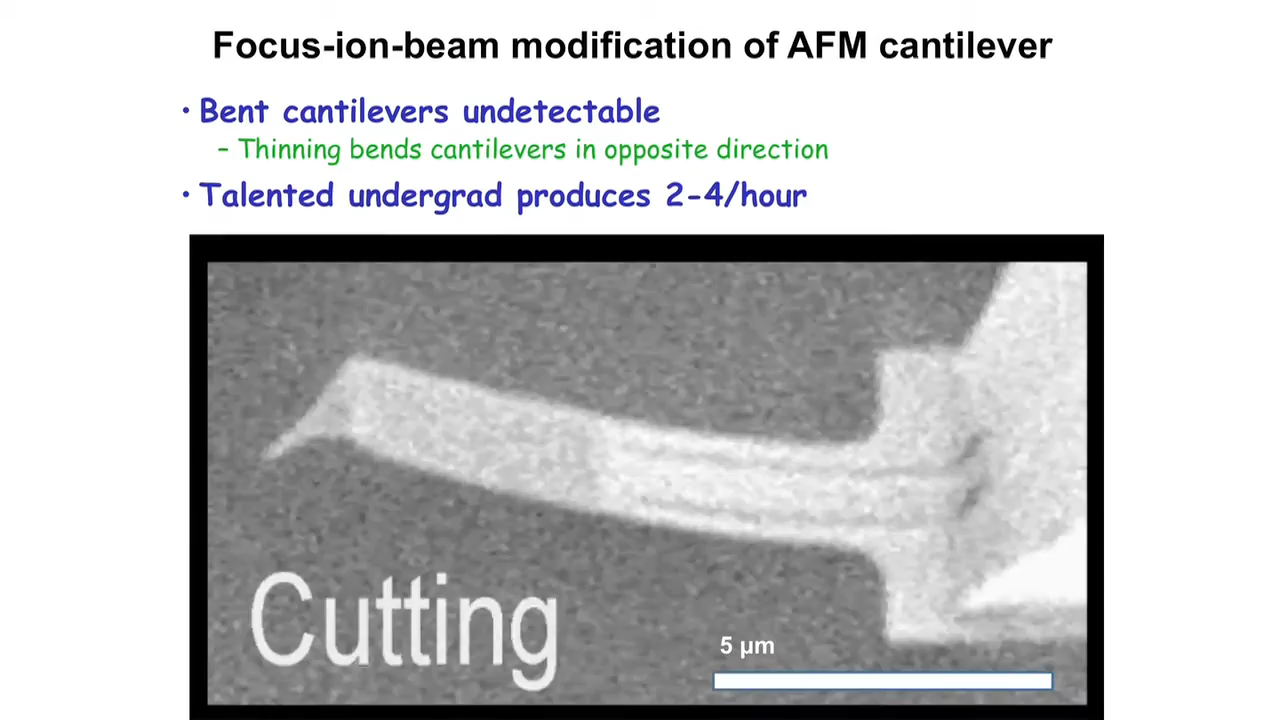 Focus-ion-beam modification of AFM cantilever
• Bent cantilevers undetectable
– Thinning bends cantilevers in opposite direction
• Talented undergrad produces 2-4/hour
Cutting
5 µm